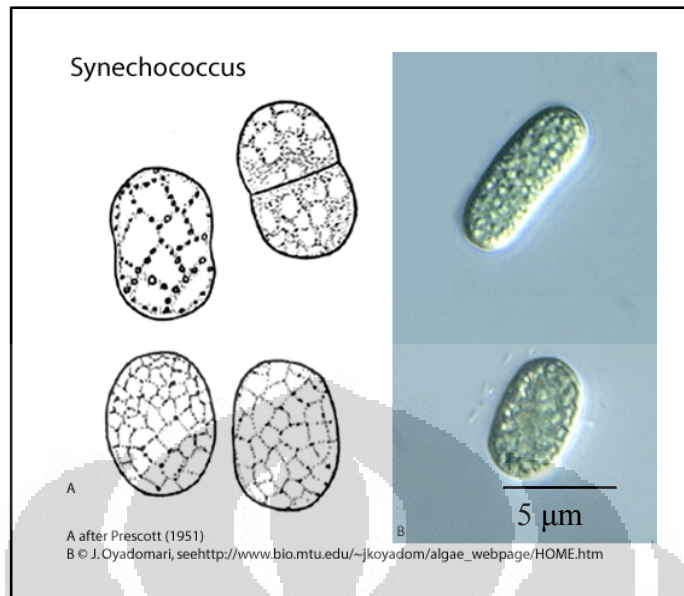 Synechococcus
A
B
5 μm
A after Prescott (1951)
B © J. Oyadomari, seehttp://www.bio.mtu.edu/~jkoyadom/algae_webpage/HOME.htm